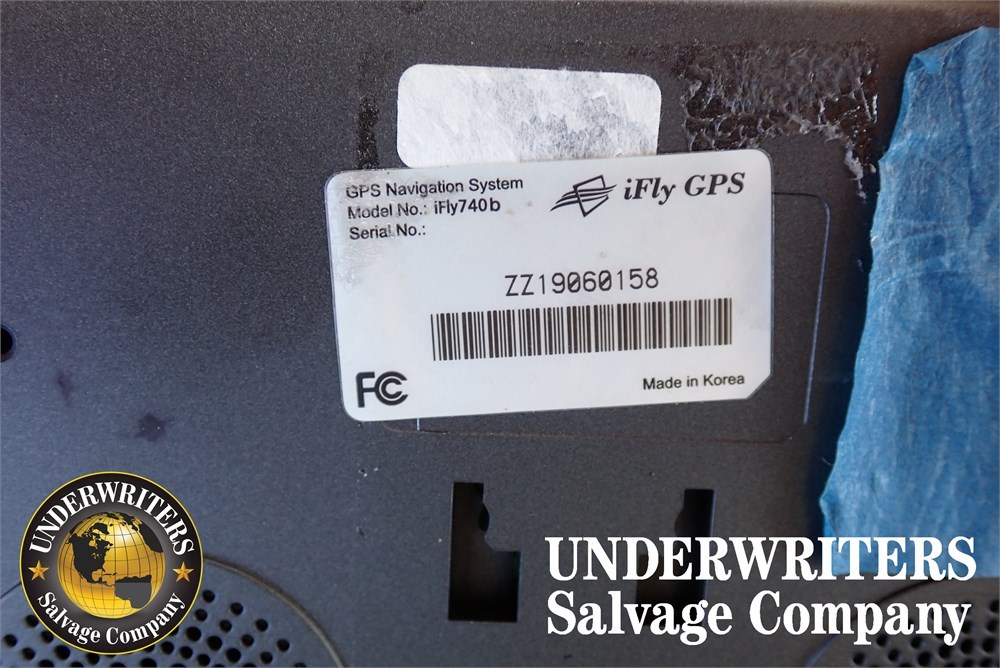 GPS Navigation System
Model No.: iFly740b
Serial No.:
iFly GPS
ZZ19060158
FC
Made in Korea
UNDERWRITERS
Salvage Company
UNDERWRITERS
Salvage Company